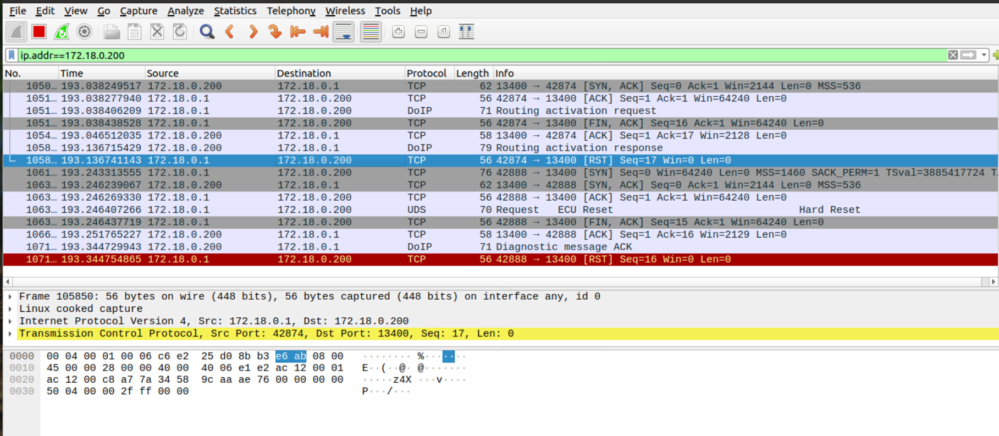 File Edit View Go Capture Analyze Statistics Telephony Wireless Tools Help
ip.addr==172.18.0.200
No. Time Source Destination Protocol Length Info
1050… 193.038249517 172.18.0.200 172.18.0.1 TCP 62 13400 → 42874 [SYN, ACK] Seq=0 Ack=1 Win=2144 Len=0 MSS=536
1051… 193.038277940 172.18.0.1 172.18.0.200 TCP 56 42874 → 13400 [ACK] Seq=1 Ack=1 Win=64240 Len=0
1051… 193.038406209 172.18.0.1 172.18.0.200 DoIP 71 Routing activation request
1051… 193.038438528 172.18.0.1 172.18.0.200 TCP 56 42874 → 13400 [FIN, ACK] Seq=16 Ack=1 Win=64240 Len=0
1054… 193.046512035 172.18.0.200 172.18.0.1 TCP 58 13400 → 42874 [ACK] Seq=1 Ack=17 Win=2128 Len=0
1058… 193.136715429 172.18.0.200 172.18.0.1 DoIP 79 Routing activation response
1058… 193.136741143 172.18.0.1 172.18.0.200 TCP 56 42874 → 13400 [RST] Seq=17 Win=0 Len=0
1061… 193.243313555 172.18.0.1 172.18.0.200 TCP 76 42888 → 13400 [SYN] Seq=0 Win=64240 Len=0 MSS=1460 SACK_PERM=1 TSval=3885417724 T
1063… 193.246239067 172.18.0.200 172.18.0.1 TCP 62 13400 → 42888 [SYN, ACK] Seq=0 Ack=1 Win=2144 Len=0 MSS=536
1063… 193.246269330 172.18.0.1 172.18.0.200 TCP 56 42888 → 13400 [ACK] Seq=1 Ack=1 Win=64240 Len=0
1063… 193.246407266 172.18.0.1 172.18.0.200 UDS 70 Request ECU Reset Hard Reset
1063… 193.246437719 172.18.0.1 172.18.0.200 TCP 56 42888 → 13400 [FIN, ACK] Seq=15 Ack=1 Win=64240 Len=0
1066… 193.251765227 172.18.0.200 172.18.0.1 TCP 58 13400 → 42888 [ACK] Seq=1 Ack=16 Win=2129 Len=0
1071… 193.344729943 172.18.0.200 172.18.0.1 DoIP 71 Diagnostic message ACK
1071… 193.344754865 172.18.0.1 172.18.0.200 TCP 56 42888 → 13400 [RST] Seq=16 Win=0 Len=0
Frame 105850: 56 bytes on wire (448 bits), 56 bytes captured (448 bits) on interface any, id 0
Linux cooked capture
Internet Protocol Version 4, Src: 172.18.0.1, Dst: 172.18.0.200
Transmission Control Protocol, Src Port: 42874, Dst Port: 13400, Seq: 17, Len: 0
0000 00 04 00 01 00 06 c6 e2 25 d0 8b b3 e6 ab 08 00 ········ %·······
0010 45 00 00 28 00 00 40 00 40 06 e1 e2 ac 12 00 01 E··(··@· @·······
0020 ac 12 00 c8 a7 7a 34 58 9c aa ae 76 00 00 00 00 ·····z4X ···v····
0030 50 04 00 00 2f ff 00 00 P···/···